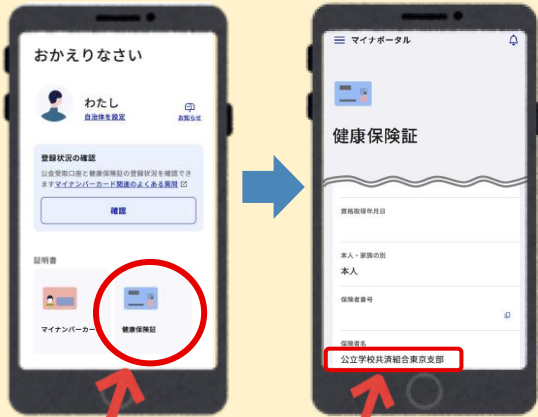 おかえりなさい
わたし
自治体を設定
お知らせ
登録状況の確認
公金受取口座と健康保険証の登録状況を確認でき
ますマイナンバーカード関連のよくある質問
確認
証明書
マイナンバーカー
健康保険証
マイナポータル
健康保険証
資格取得年月日
本人・家族の別
本人
保険者番号
保険者名
公立学校共済組合東京支部